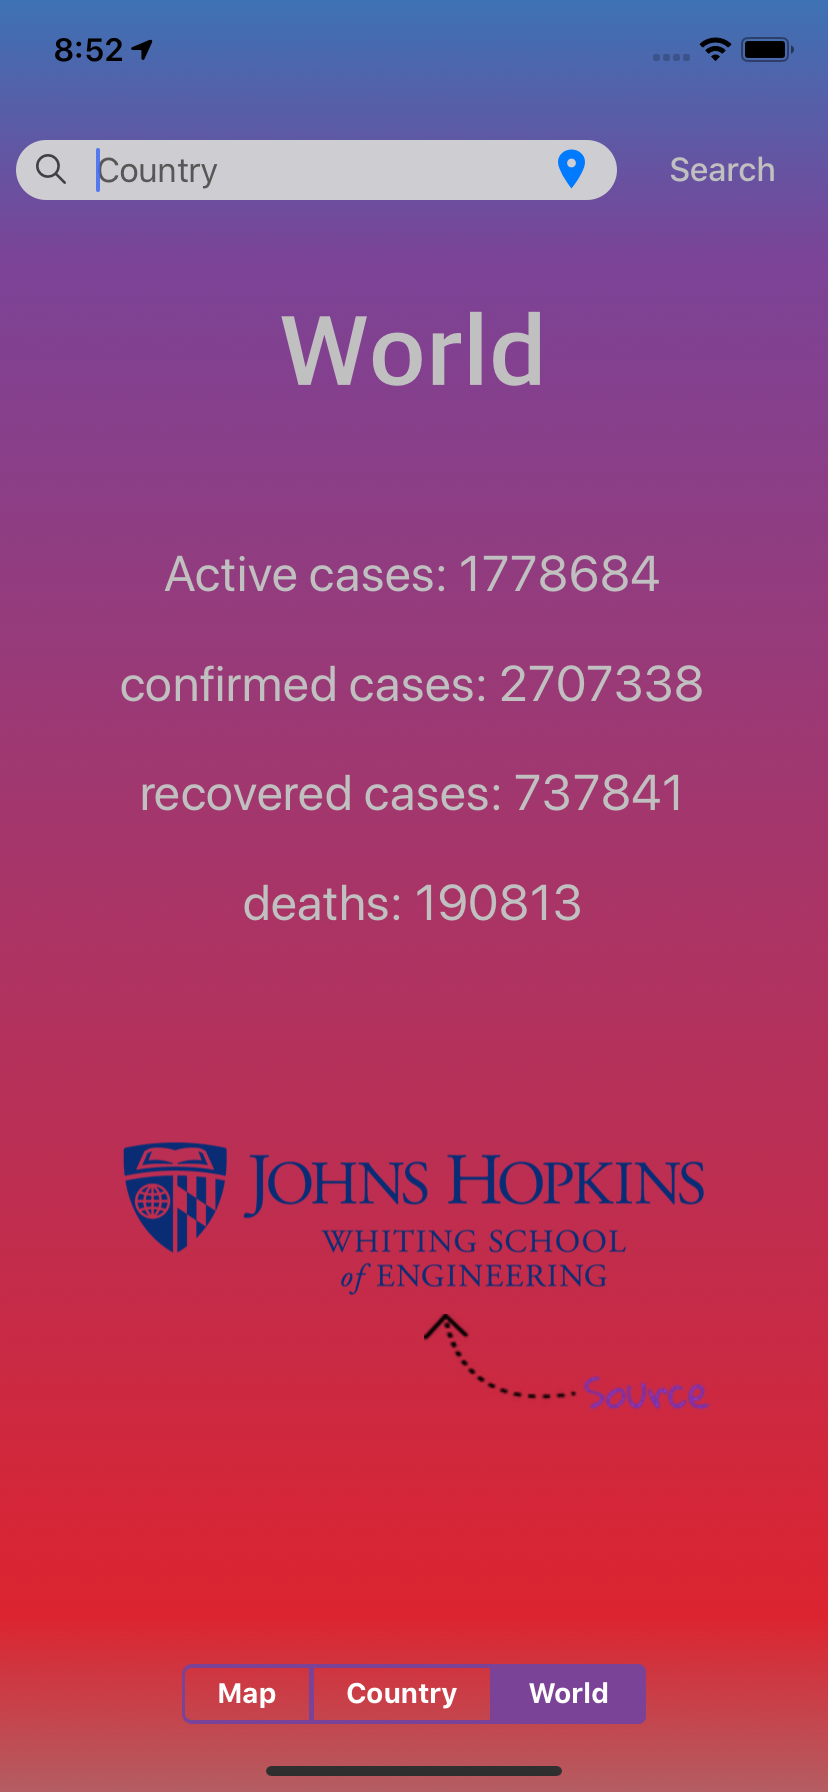 8:52
Country
Search
World
Active cases: 1778684
confirmed cases: 2707338
recovered cases: 737841
deaths: 190813
JOHNS HOPKINS
WHITING SCHOOL
of ENGINEERING
Source
Map
Country
World